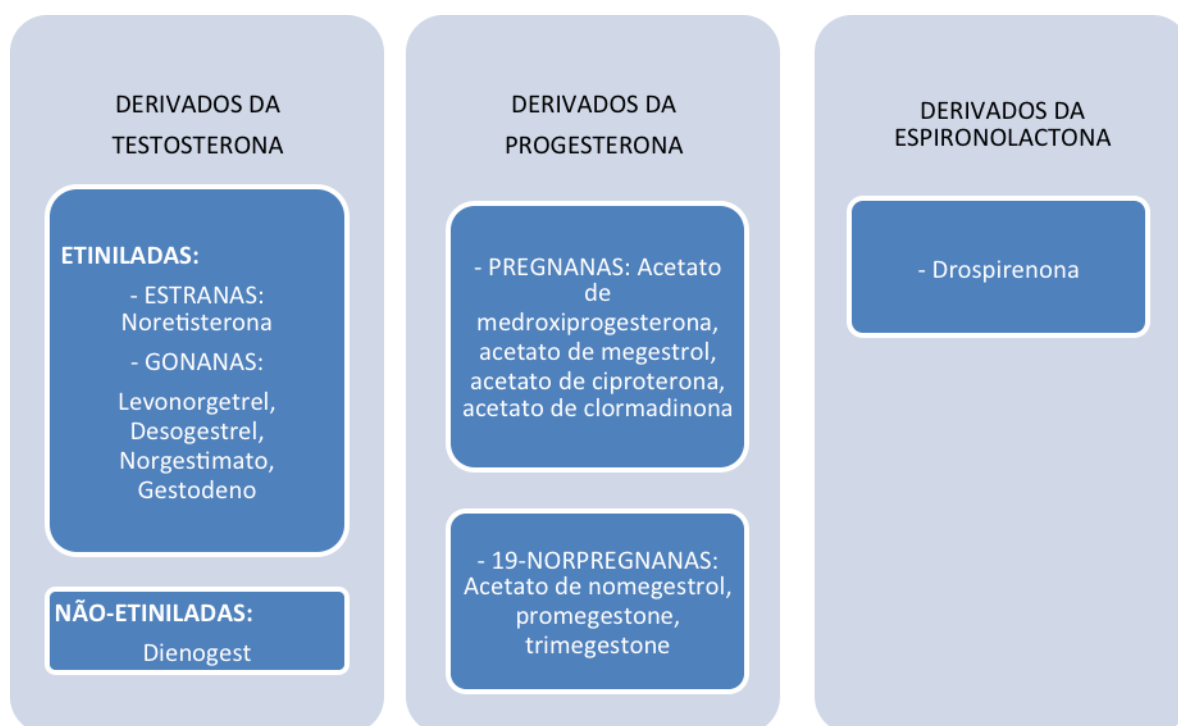 DERIVADOS DA
TESTOSTERONA
ETINILADAS:
- ESTRANAS:
Noretisterona
- GONANAS:
Levonorgetrel,
Desogestrel,
Norgestimato,
Gestodeno
NÃO-ETINILADAS:
Dienogest
DERIVADOS DA
PROGESTERONA
- PREGNANAS: Acetato
de
medroxiprogesterona,
acetato de megestrol,
acetato de ciproterona,
acetato de clormadinona
- 19-NORPREGNANAS:
Acetato de nomegestrol,
promegestone,
trimegestone
DERIVADOS DA
ESPIRONOLACTONA
- Drospirenona